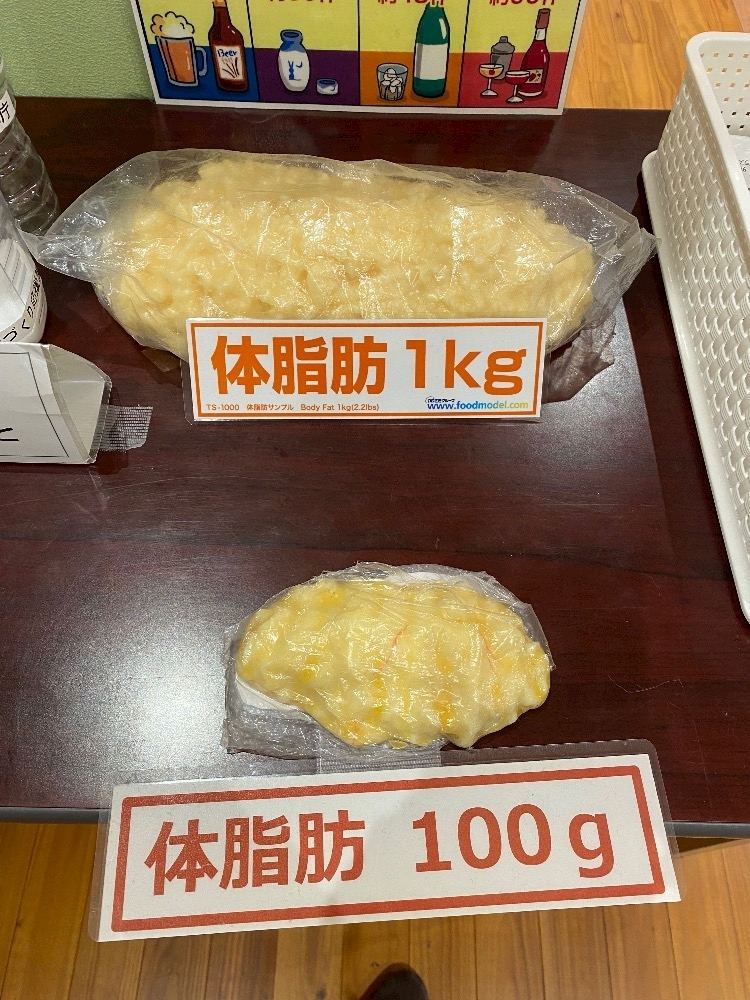 Beer
体脂肪 1kg
TS-1000 体脂肪サンプル Body Fat 1kg(2.2lbs)
www.foodmodel.com
体脂肪 100g